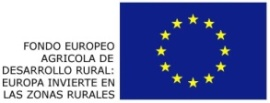 FONDO EUROPEO
AGRICOLA DE
DESARROLLO RURAL:
EUROPA INVIERTE EN
LAS ZONAS RURALES